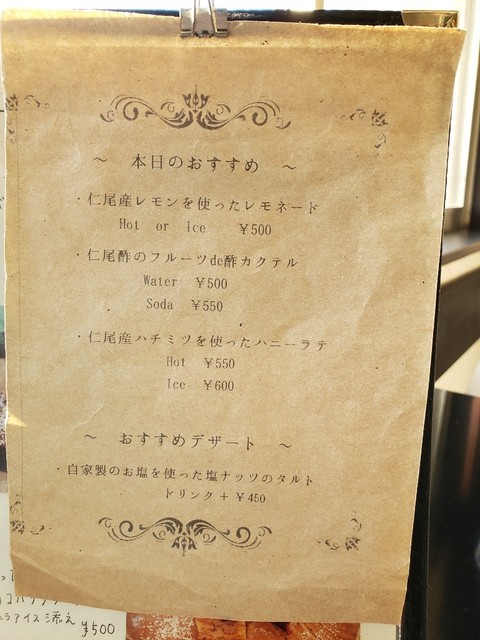 ～ 本日のおすすめ ～
・仁尾産レモンを使ったレモネード
Hot or Ice ￥500
・仁尾酢のフルーツde酢カクテル
Water ￥500
Soda ￥550
・仁尾産ハチミツを使ったハニーラテ
Hot ￥550
Ice ￥600
～ おすすめデザート ～
・自家製のお塩を使った塩ナッツのタルト
ドリンク＋￥450
アイス添え ¥500